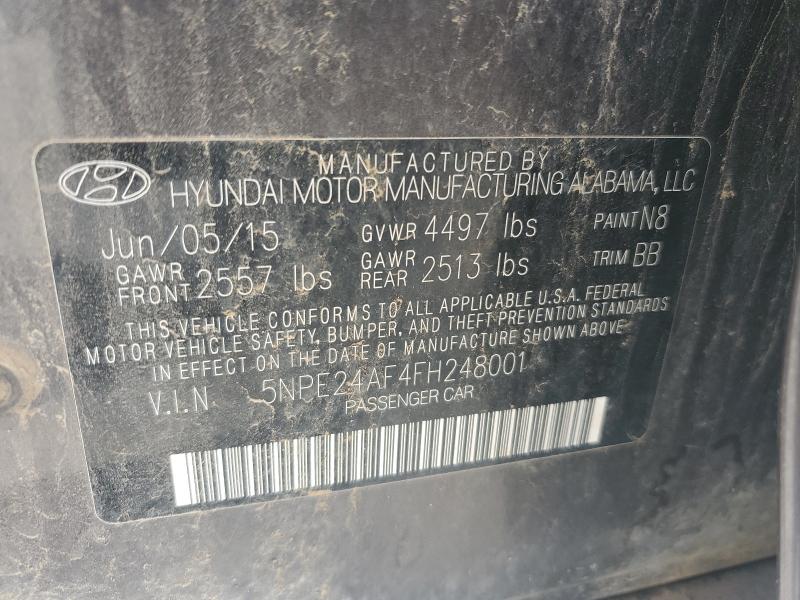 MANUFACTURED BY
HYUNDAI MOTOR MANUFACTURING ALABAMA, LLC
Jun/05/15 GVWR 4497 lbs PAINT N8
GAWR FRONT 2557 lbs GAWR REAR 2513 lbs TRIM BB
THIS VEHICLE CONFORMS TO ALL APPLICABLE U.S.A. FEDERAL
MOTOR VEHICLE SAFETY, BUMPER, AND THEFT PREVENTION STANDARDS
IN EFFECT ON THE DATE OF MANUFACTURE SHOWN ABOVE
V.I.N 5NPE24AF4FH248001
PASSENGER CAR